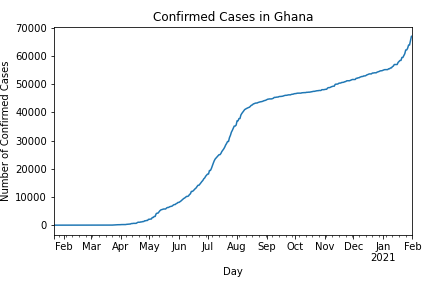 Confirmed Cases in Ghana
70000
60000
50000
40000
30000
20000
10000
0
Number of Confirmed Cases
Feb Mar Apr May Jun Jul Aug Sep Oct Nov Dec Jan Feb
2021
Day